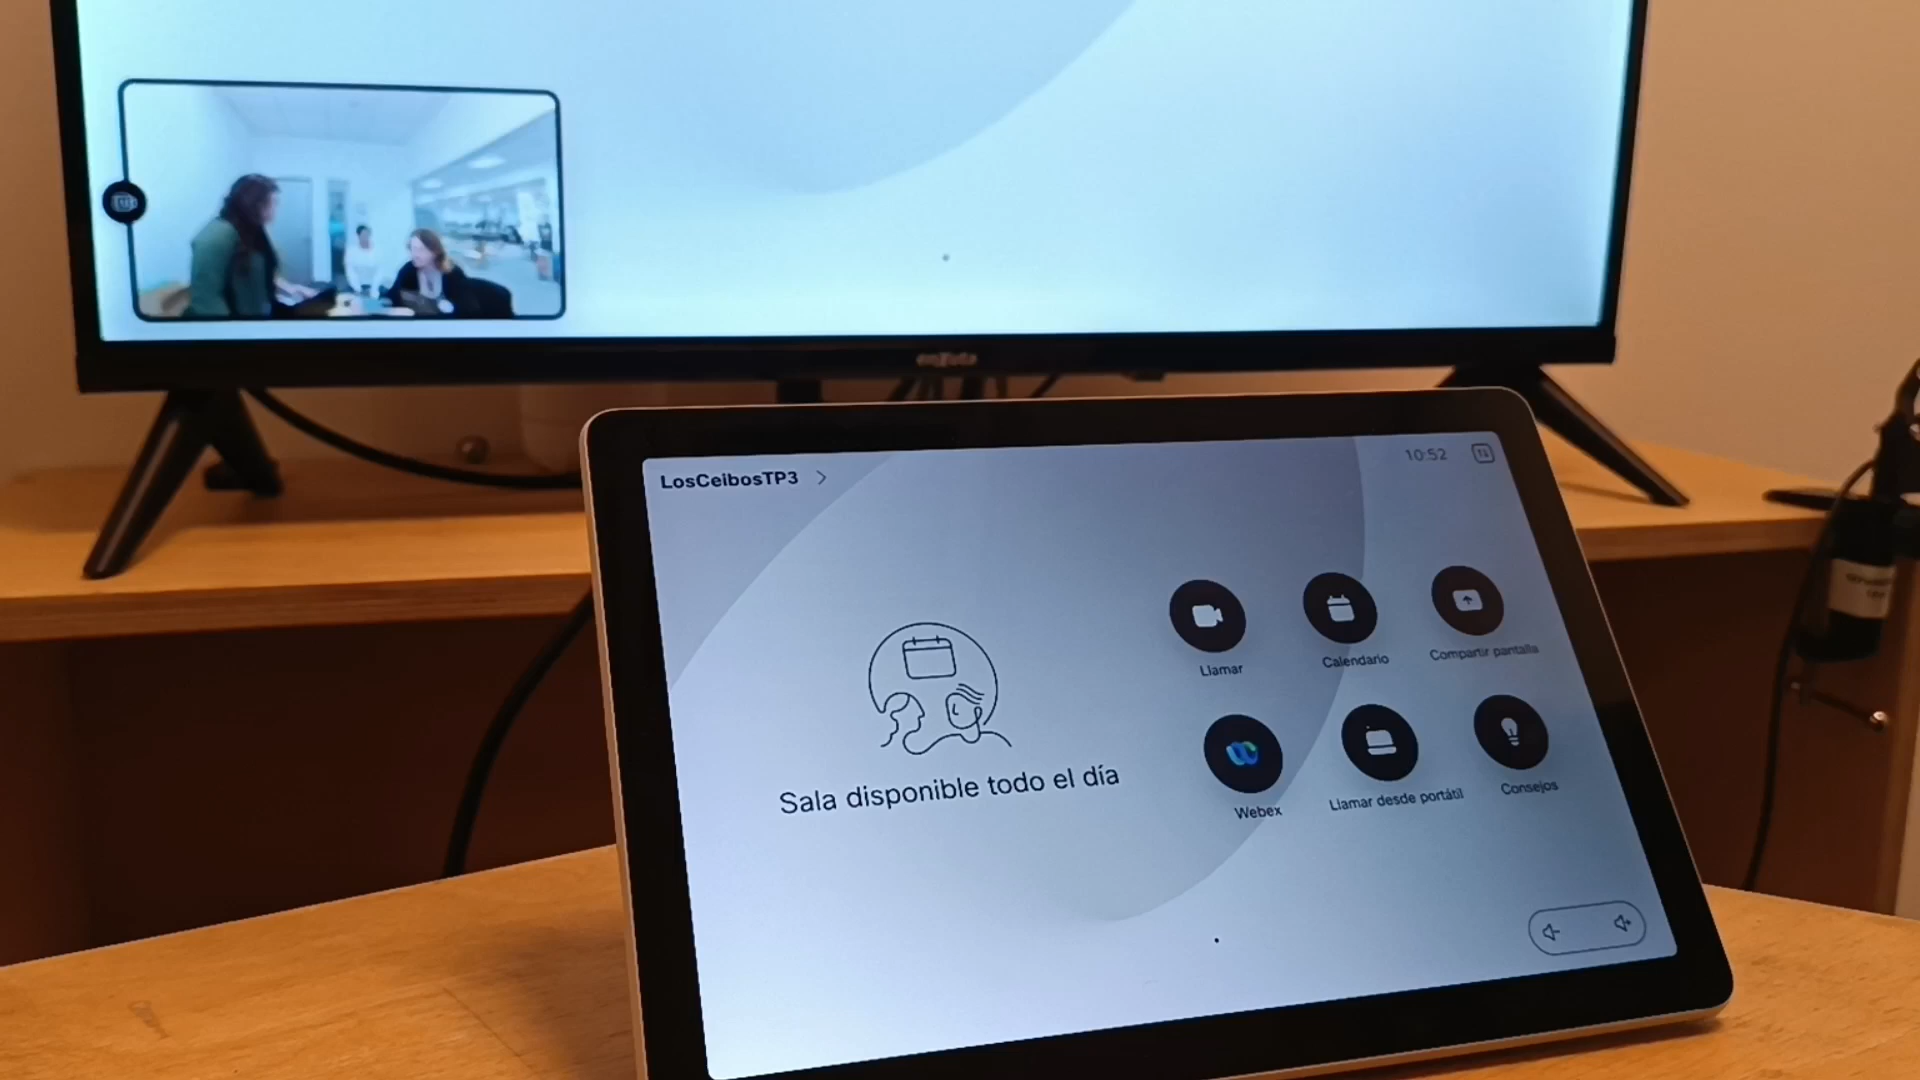 LosCeibosTP3
10:52
Llamar
Calendario
Compartir pantalla
Sala disponible todo el día
Webex
Llamar desde portátil
Consejos